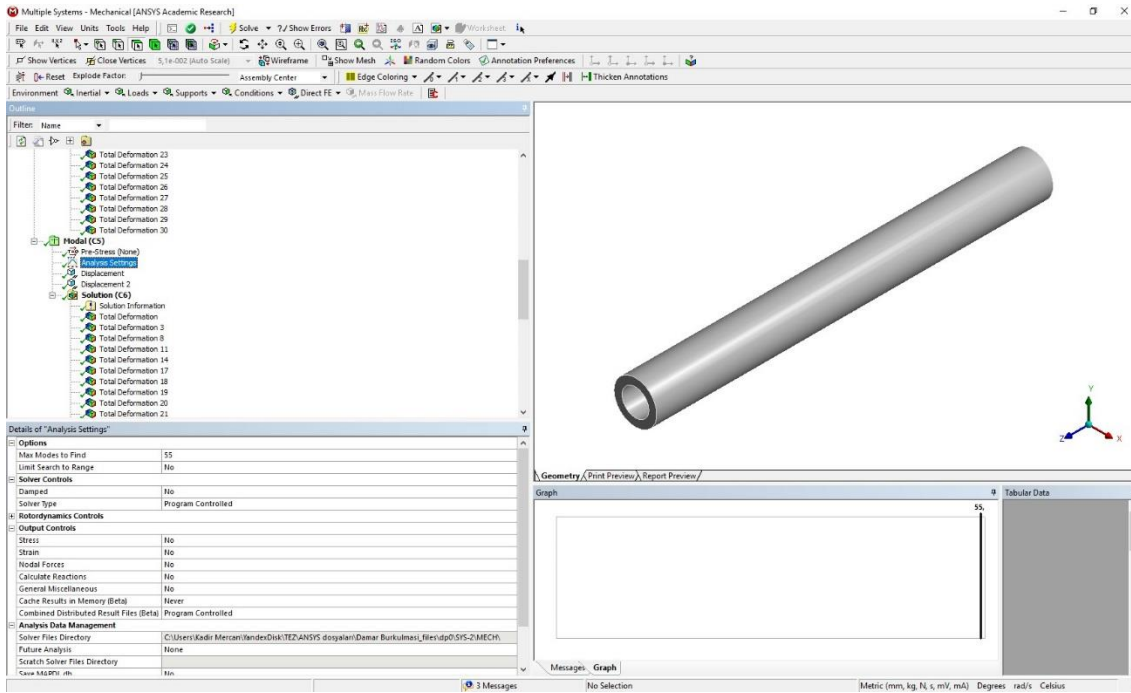 Multiple Systems - Mechanical [ANSYS Academic Research]
File Edit View Units Tools Help Solve ?/Show Errors A Worksheet
Show Vertices Close Vertices 5,1e-002 (Auto Scale) Wireframe Show Mesh Random Colors Annotation Preferences
Reset Explode Factor: Assembly Center Edge Coloring Thicken Annotations
Environment Inertial Loads Supports Conditions Direct FE Mass Flow Rate
Outline
Filter: Name
Total Deformation 23
Total Deformation 24
Total Deformation 25
Total Deformation 26
Total Deformation 27
Total Deformation 28
Total Deformation 29
Total Deformation 30
Modal (C5)
Pre-Stress (None)
Analysis Settings
Displacement
Displacement 2
Solution (C6)
Solution Information
Total Deformation
Total Deformation 3
Total Deformation 8
Total Deformation 11
Total Deformation 14
Total Deformation 17
Total Deformation 18
Total Deformation 19
Total Deformation 20
Total Deformation 21
Details of "Analysis Settings"
Options
Max Modes to Find 55
Limit Search to Range No
Solver Controls
Damped No
Solver Type Program Controlled
Rotordynamics Controls
Output Controls
Stress No
Strain No
Nodal Forces No
Calculate Reactions No
General Miscellaneous No
Cache Results in Memory (Beta) Never
Combined Distributed Result Files (Beta) Program Controlled
Analysis Data Management
Solver Files Directory C:\Users\Kadir Mercan\YandexDisk\TEZ\ANSYS dosyaları\Damar Burkulmasi_files\dp0\SYS-2\MECH\
Future Analysis None
Scratch Solver Files Directory
Save MAPDL db No
Y
Z
X
Geometry Print Preview Report Preview
Graph
55,
Tabular Data
Messages Graph
3 Messages No Selection Metric (mm, kg, N, s, mV, mA) Degrees rad/s Celsius